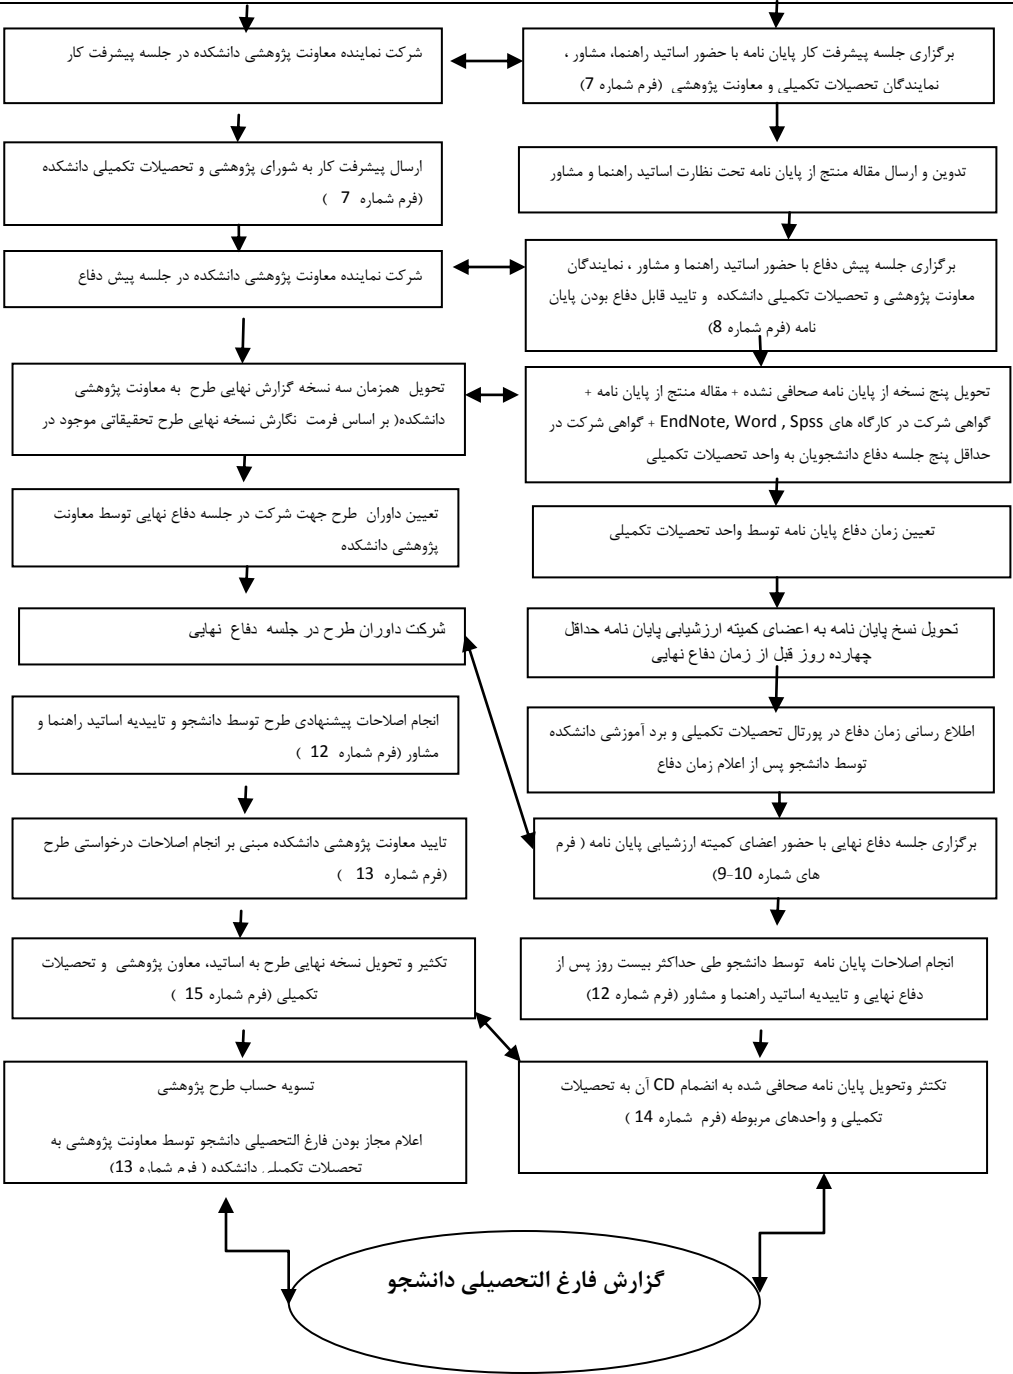 برگزاری جلسه پیشرفت کار پایان نامه با حضور اساتید راهنما، مشاور ،
نمایندگان تحصیلات تکمیلی و معاونت پژوهشی (فرم شماره 7)
شرکت نماینده معاونت پژوهشی دانشکده در جلسه پیشرفت کار
تدوین و ارسال مقاله منتج از پایان نامه تحت نظارت اساتید راهنما و مشاور
ارسال پیشرفت کار به شورای پژوهشی و تحصیلات تکمیلی دانشکده
(فرم شماره 7 )
برگزاری جلسه پیش دفاع با حضور اساتید راهنما و مشاور ، نمایندگان
معاونت پژوهشی و تحصیلات تکمیلی دانشکده و تایید قابل دفاع بودن پایان
نامه (فرم شماره 8)
شرکت نماینده معاونت پژوهشی دانشکده در جلسه پیش دفاع
تحویل پنج نسخه از پایان نامه صحافی نشده + مقاله منتج از پایان نامه +
گواهی شرکت در کارگاه های EndNote, Word , Spss + گواهی شرکت در
حداقل پنج جلسه دفاع دانشجویان به واحد تحصیلات تکمیلی
تحویل همزمان سه نسخه گزارش نهایی طرح به معاونت پژوهشی
دانشکده( بر اساس فرمت نگارش نسخه نهایی طرح تحقیقاتی موجود در
تعیین زمان دفاع پایان نامه توسط واحد تحصیلات تکمیلی
تعیین داوران طرح جهت شرکت در جلسه دفاع نهایی توسط معاونت
پژوهشی دانشکده
تحویل نسخ پایان نامه به اعضای کمیته ارزشیابی پایان نامه حداقل
چهارده روز قبل از زمان دفاع نهایی
شرکت داوران طرح در جلسه دفاع نهایی
اطلاع رسانی زمان دفاع در پورتال تحصیلات تکمیلی و برد آموزشی دانشکده
توسط دانشجو پس از اعلام زمان دفاع
انجام اصلاحات پیشنهادی طرح توسط دانشجو و تاییدیه اساتید راهنما و
مشاور (فرم شماره 12 )
برگزاری جلسه دفاع نهایی با حضور اعضای کمیته ارزشیابی پایان نامه ( فرم
های شماره 10-9)
تایید معاونت پژوهشی دانشکده مبنی بر انجام اصلاحات درخواستی طرح
(فرم شماره 13 )
انجام اصلاحات پایان نامه توسط دانشجو طی حداکثر بیست روز پس از
دفاع نهایی و تاییدیه اساتید راهنما و مشاور (فرم شماره 12)
تکثیر و تحویل نسخه نهایی طرح به اساتید، معاون پژوهشی و تحصیلات
تکمیلی (فرم شماره 15 )
تکتثر وتحویل پایان نامه صحافی شده به انضمام CD آن به تحصیلات
تکمیلی و واحدهای مربوطه (فرم شماره 14 )
تسویه حساب طرح پژوهشی
اعلام مجاز بودن فارغ التحصیلی دانشجو توسط معاونت پژوهشی به
تحصیلات تکمیلی دانشکده ( فرم شماره 13)
گزارش فارغ التحصیلی دانشجو